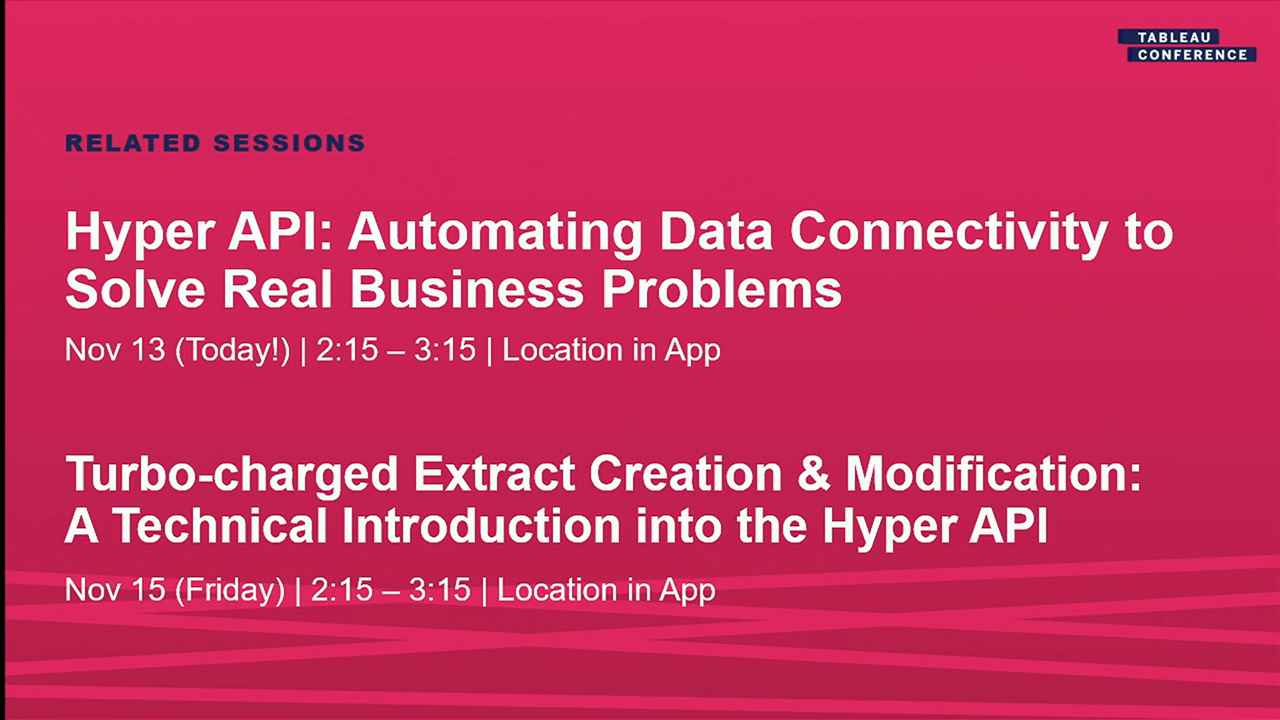 TABLEAU
CONFERENCE
RELATED SESSIONS
Hyper API: Automating Data Connectivity to
Solve Real Business Problems
Nov 13 (Today!) | 2:15 – 3:15 | Location in App
Turbo-charged Extract Creation & Modification:
A Technical Introduction into the Hyper API
Nov 15 (Friday) | 2:15 – 3:15 | Location in App